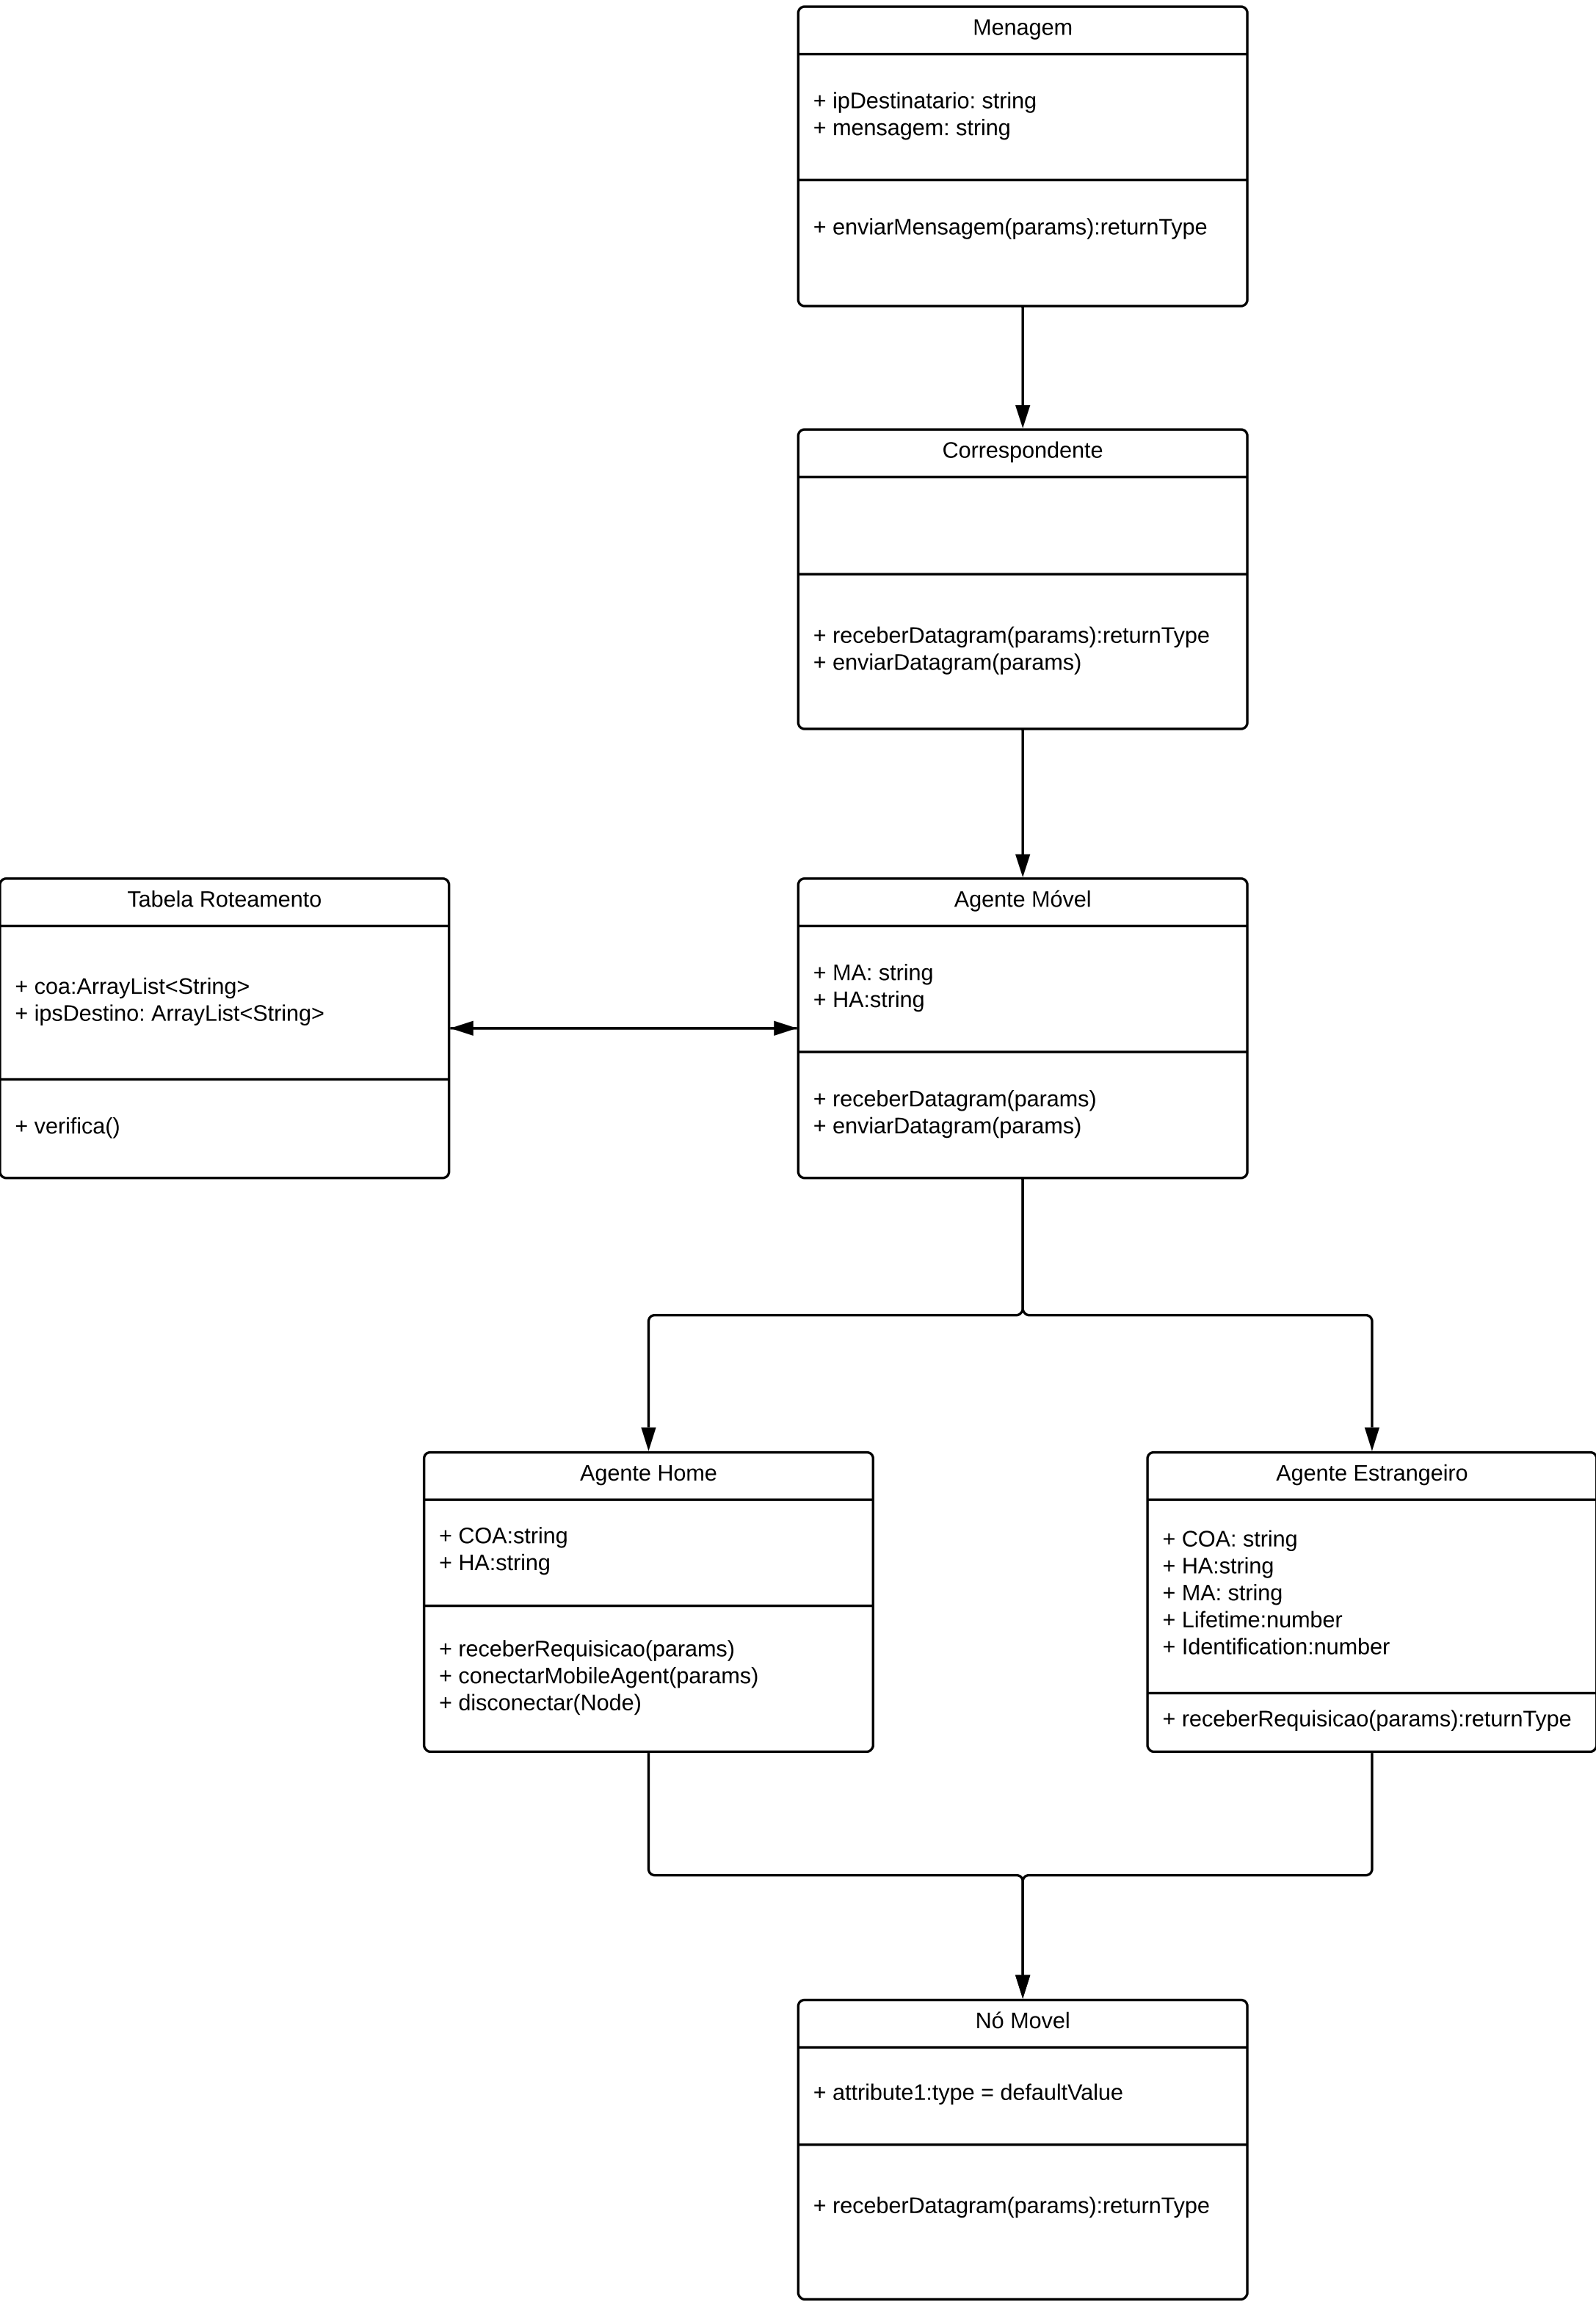 Menagem
+ ipDestinatario: string
+ mensagem: string
+ enviarMensagem(params):returnType
Correspondente
+ receberDatagram(params):returnType
+ enviarDatagram(params)
Tabela Roteamento
+ coa:ArrayList<String>
+ ipsDestino: ArrayList<String>
+ verifica()
Agente Móvel
+ MA: string
+ HA:string
+ receberDatagram(params)
+ enviarDatagram(params)
Agente Home
+ COA:string
+ HA:string
+ receberRequisicao(params)
+ conectarMobileAgent(params)
+ disconectar(Node)
Agente Estrangeiro
+ COA: string
+ HA:string
+ MA: string
+ Lifetime:number
+ Identification:number
+ receberRequisicao(params):returnType
Nó Movel
+ attribute1:type = defaultValue
+ receberDatagram(params):returnType